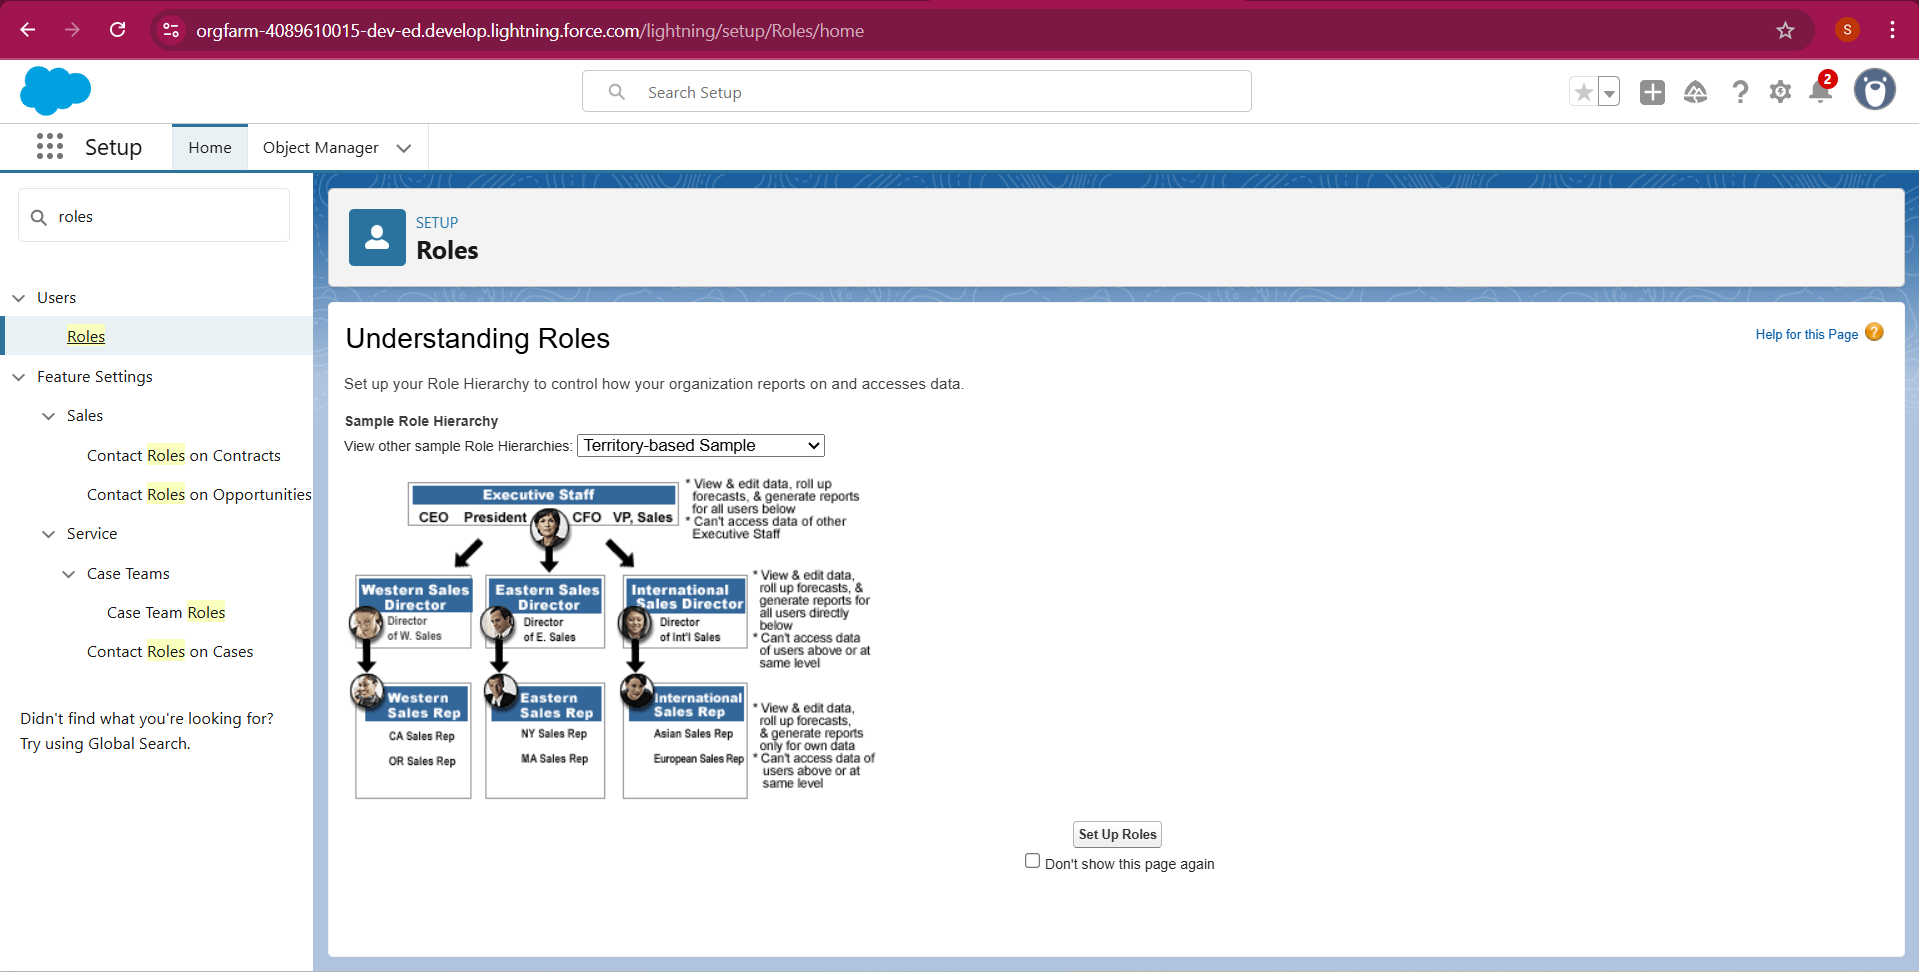 orgfarm-4089610015-dev-ed.develop.lightning.force.com/lightning/setup/Roles/home
S
Search Setup
2
Setup
Home
Object Manager
roles
Users
Roles
Feature Settings
Sales
Contact Roles on Contracts
Contact Roles on Opportunities
Service
Case Teams
Case Team Roles
Contact Roles on Cases
Didn't find what you're looking for?
Try using Global Search.
SETUP
Roles
Understanding Roles
Help for this Page ?
Set up your Role Hierarchy to control how your organization reports on and accesses data.
Sample Role Hierarchy
View other sample Role Hierarchies: Territory-based Sample
Executive Staff
CEO President CFO VP, Sales
* View & edit data, roll up
forecasts, & generate reports
for all users below
* Can't access data of other
Executive Staff
Western Sales
Director
Director
of W. Sales
Eastern Sales
Director
Director
of E. Sales
International
Sales Director
Director
of Int'l Sales
* View & edit data,
roll up forecasts, &
generate reports for
all users directly
below
* Can't access data
of users above or at
same level
Western
Sales Rep
CA Sales Rep
OR Sales Rep
Eastern
Sales Rep
NY Sales Rep
MA Sales Rep
International
Sales Rep
Asian Sales Rep
European Sales Rep
* View & edit data,
roll up forecasts,
& generate reports
only for own data
* Can't access data of
users above or at
same level
Set Up Roles
Don't show this page again